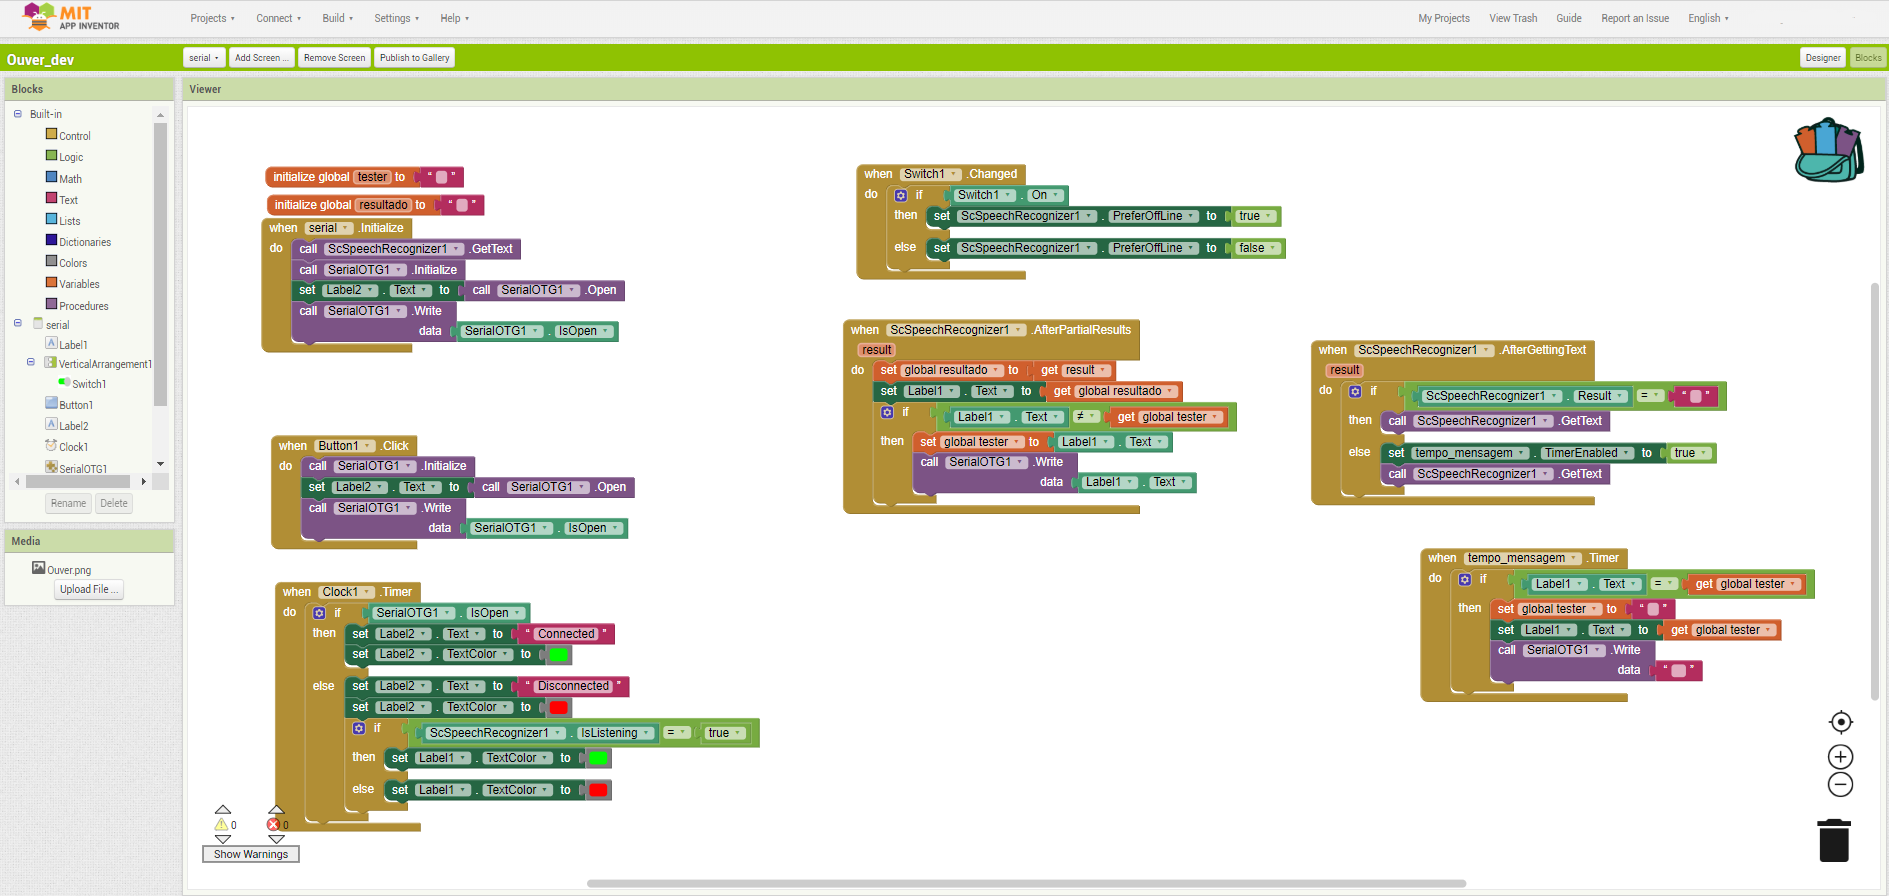 MIT
APP INVENTOR
Projects Connect Build Settings Help My Projects View Trash Guide Report an Issue English
Ouver_dev
serial Add Screen ... Remove Screen Publish to Gallery Designer Blocks
Blocks
Built-in
Control
Logic
Math
Text
Lists
Dictionaries
Colors
Variables
Procedures
serial
Label1
VerticalArrangement1
Switch1
Button1
Label2
Clock1
SerialOTG1
Rename Delete
Media
Ouver.png
Upload File ...
Viewer
initialize global tester to " "
initialize global resultado to " "
when serial .Initialize
do call ScSpeechRecognizer1 .GetText
call SerialOTG1 .Initialize
set Label2 . Text to call SerialOTG1 .Open
call SerialOTG1 .Write
data SerialOTG1 . IsOpen
when Button1 .Click
do call SerialOTG1 .Initialize
set Label2 . Text to call SerialOTG1 .Open
call SerialOTG1 .Write
data SerialOTG1 . IsOpen
when Clock1 .Timer
do if SerialOTG1 . IsOpen
then set Label2 . Text to " Connected "
set Label2 . TextColor to
else set Label2 . Text to " Disconnected "
set Label2 . TextColor to
if ScSpeechRecognizer1 . IsListening = true
then set Label1 . TextColor to
else set Label1 . TextColor to
0 0
Show Warnings
when Switch1 .Changed
do if Switch1 . On
then set ScSpeechRecognizer1 . PreferOffLine to true
else set ScSpeechRecognizer1 . PreferOffLine to false
when ScSpeechRecognizer1 .AfterPartialResults
result
do set global resultado to get result
set Label1 . Text to get global resultado
if Label1 . Text ≠ get global tester
then set global tester to Label1 . Text
call SerialOTG1 .Write
data Label1 . Text
when ScSpeechRecognizer1 .AfterGettingText
result
do if ScSpeechRecognizer1 . Result = " "
then call ScSpeechRecognizer1 .GetText
else set tempo_mensagem . TimerEnabled to true
call ScSpeechRecognizer1 .GetText
when tempo_mensagem .Timer
do if Label1 . Text = get global tester
then set global tester to " "
set Label1 . Text to get global tester
call SerialOTG1 .Write
data " "